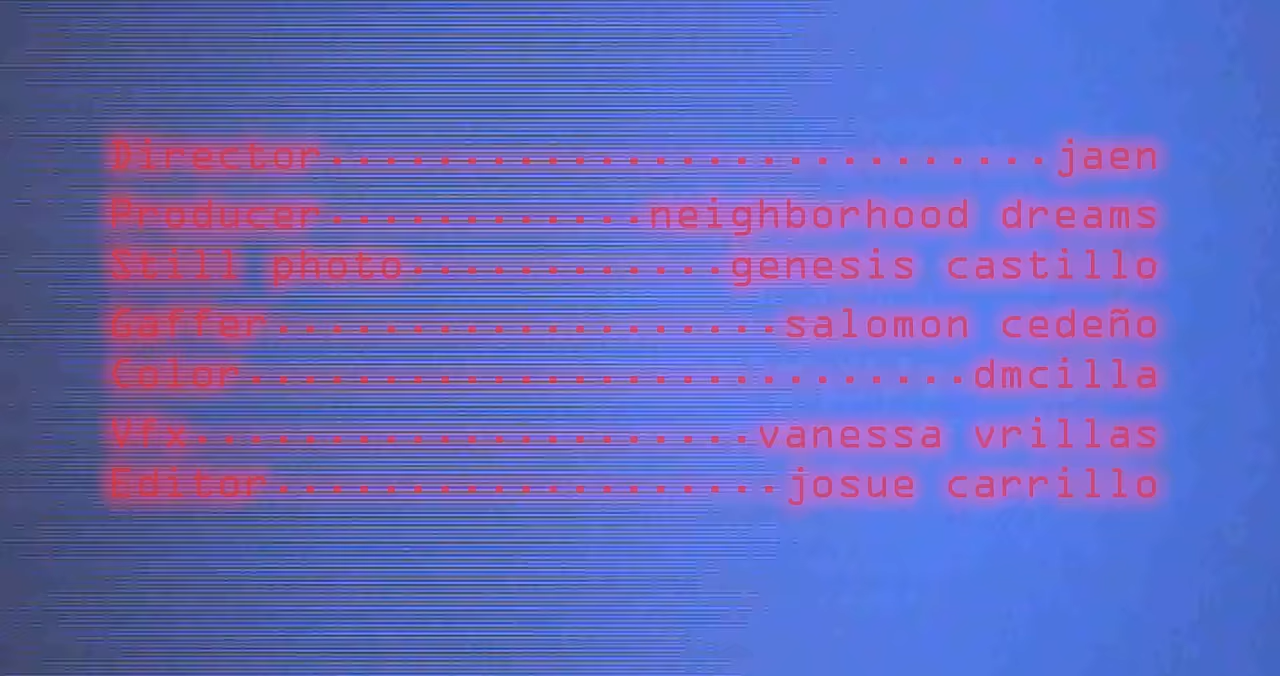 Director...........................jaen
Producer............neighborhood dreams
Still photo............genesis castillo
Gaffer...................salomon cedeño
Color...........................dmcilla
Vfx.....................vanessa vrillas
Editor...................josue carrillo